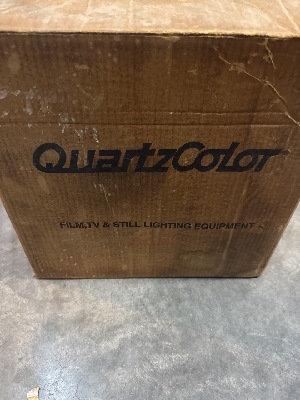 QuartzColor
FILM,TV & STILL LIGHTING EQUIPMENT